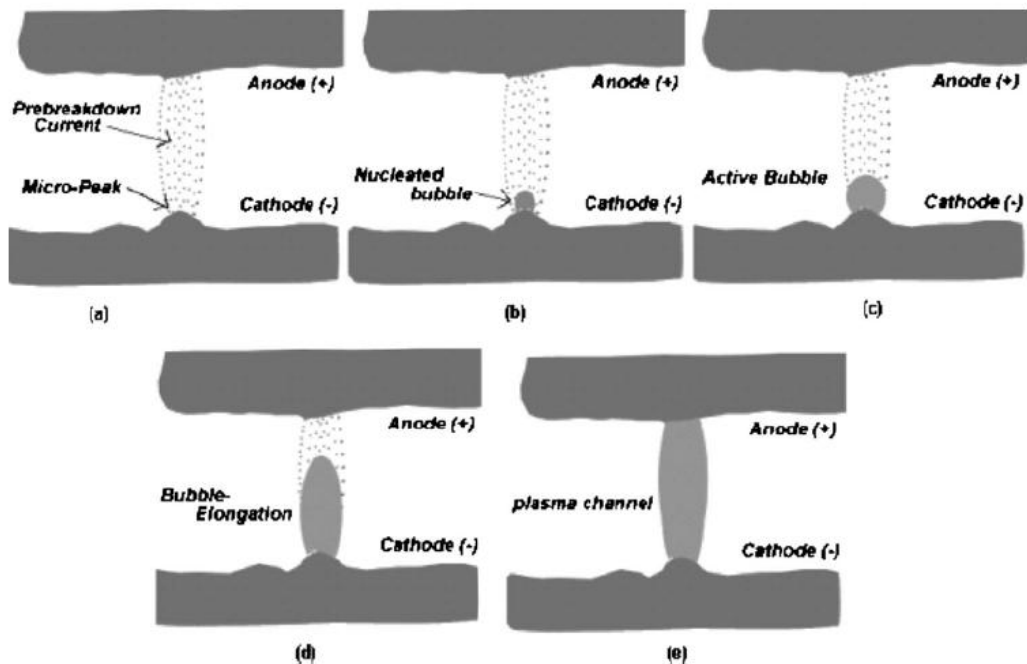 Anode (+)
Prebreakdown
Current
Micro-Peak
Cathode (-)
(a)
Anode (+)
Nucleated
bubble
Cathode (-)
(b)
Anode (+)
Active Bubble
Cathode (-)
(c)
Anode (+)
Bubble-
Elongation
Cathode (-)
(d)
Anode (+)
plasma channel
Cathode (-)
(e)